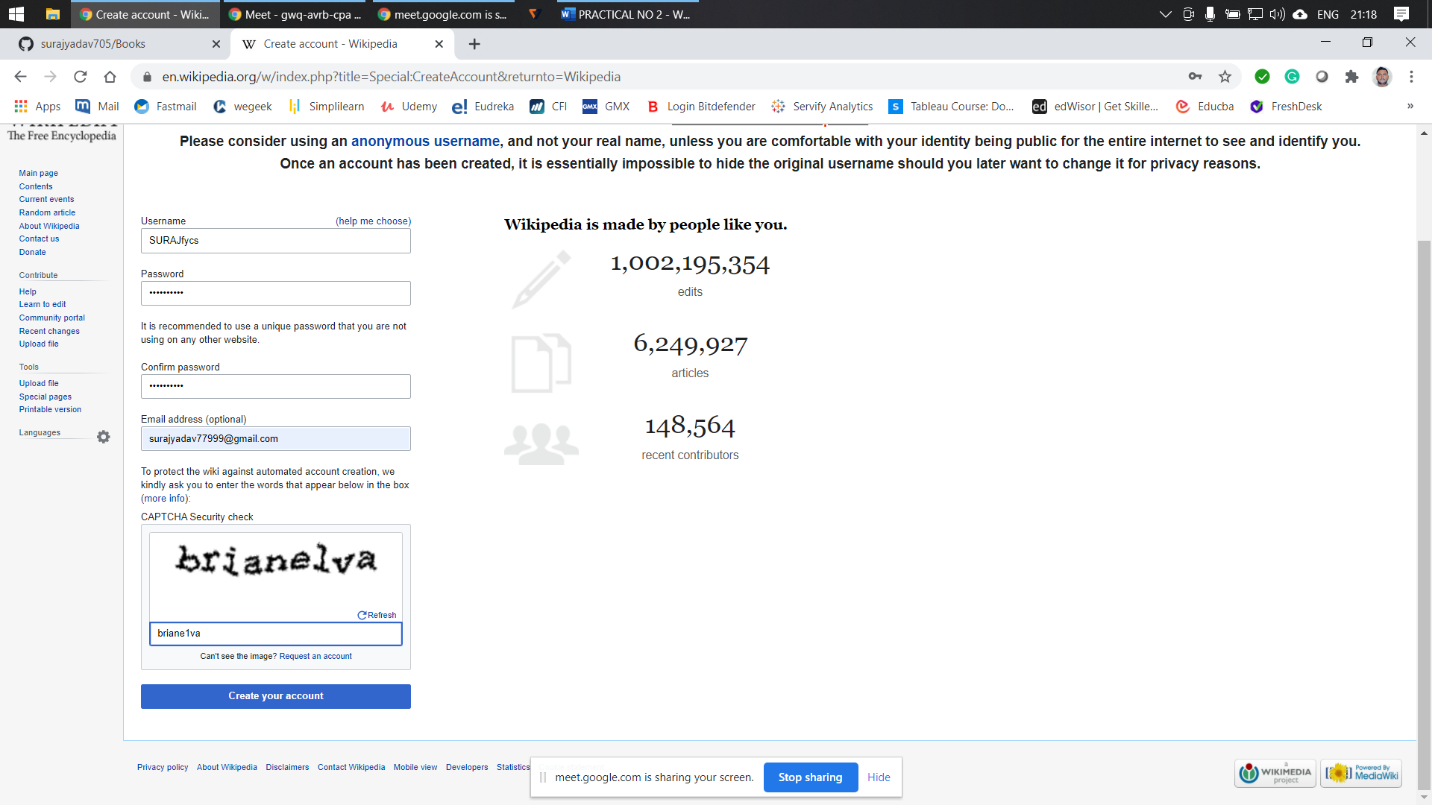 Create account - Wiki...
Meet - gwq-avrb-cpa ...
meet.google.com is s...
PRACTICAL NO 2 - W...
ENG
21:18
surajyadav705/Books
Create account - Wikipedia
en.wikipedia.org/w/index.php?title=Special:CreateAccount&returnto=Wikipedia
Apps
Mail
Fastmail
wegeek
Simplilearn
Udemy
Eudreka
CFI
GMX
Login Bitdefender
Servify Analytics
Tableau Course: Do...
edWisor | Get Skille...
Educba
FreshDesk
»
The Free Encyclopedia
Please consider using an anonymous username, and not your real name, unless you are comfortable with your identity being public for the entire internet to see and identify you.
Once an account has been created, it is essentially impossible to hide the original username should you later want to change it for privacy reasons.
Main page
Contents
Current events
Random article
About Wikipedia
Contact us
Donate
Contribute
Help
Learn to edit
Community portal
Recent changes
Upload file
Tools
Upload file
Special pages
Printable version
Languages
Username (help me choose)
SURAJfycs
Password
••••••••••
It is recommended to use a unique password that you are not
using on any other website.
Confirm password
••••••••••
Email address (optional)
surajyadav77999@gmail.com
To protect the wiki against automated account creation, we
kindly ask you to enter the words that appear below in the box
(more info):
CAPTCHA Security check
brianelva
Refresh
briane1va
Can't see the image? Request an account
Create your account
Wikipedia is made by people like you.
1,002,195,354
edits
6,249,927
articles
148,564
recent contributors
Privacy policy
About Wikipedia
Disclaimers
Contact Wikipedia
Mobile view
Developers
Statistics
meet.google.com is sharing your screen.
Stop sharing
Hide
A
WIKIMEDIA
project
Powered By
MediaWiki